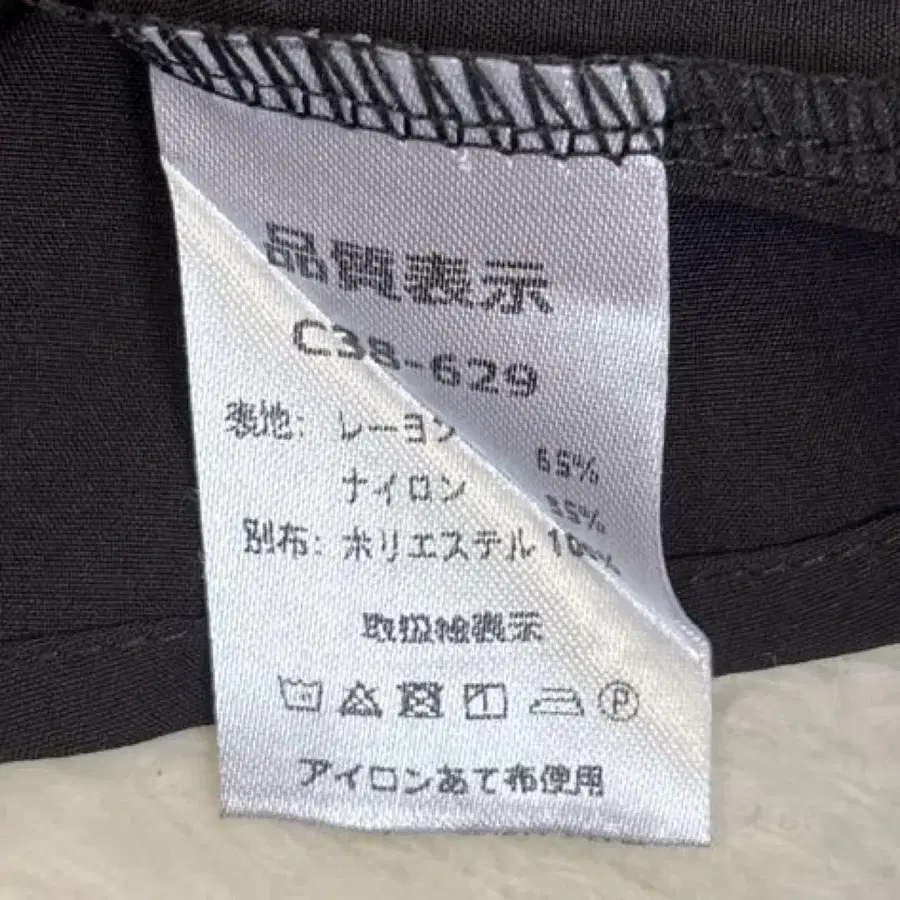 品質表示
C38-629
表地: レーヨン 65%
ナイロン 35%
別布: ポリエステル 100%
取扱絵表示
P
アイロンあて布使用